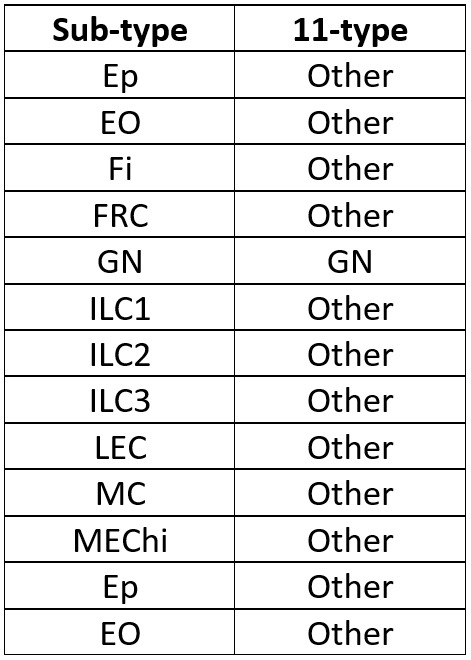 Sub-type 11-type
Ep Other
EO Other
Fi Other
FRC Other
GN GN
ILC1 Other
ILC2 Other
ILC3 Other
LEC Other
MC Other
MEChi Other
Ep Other
EO Other